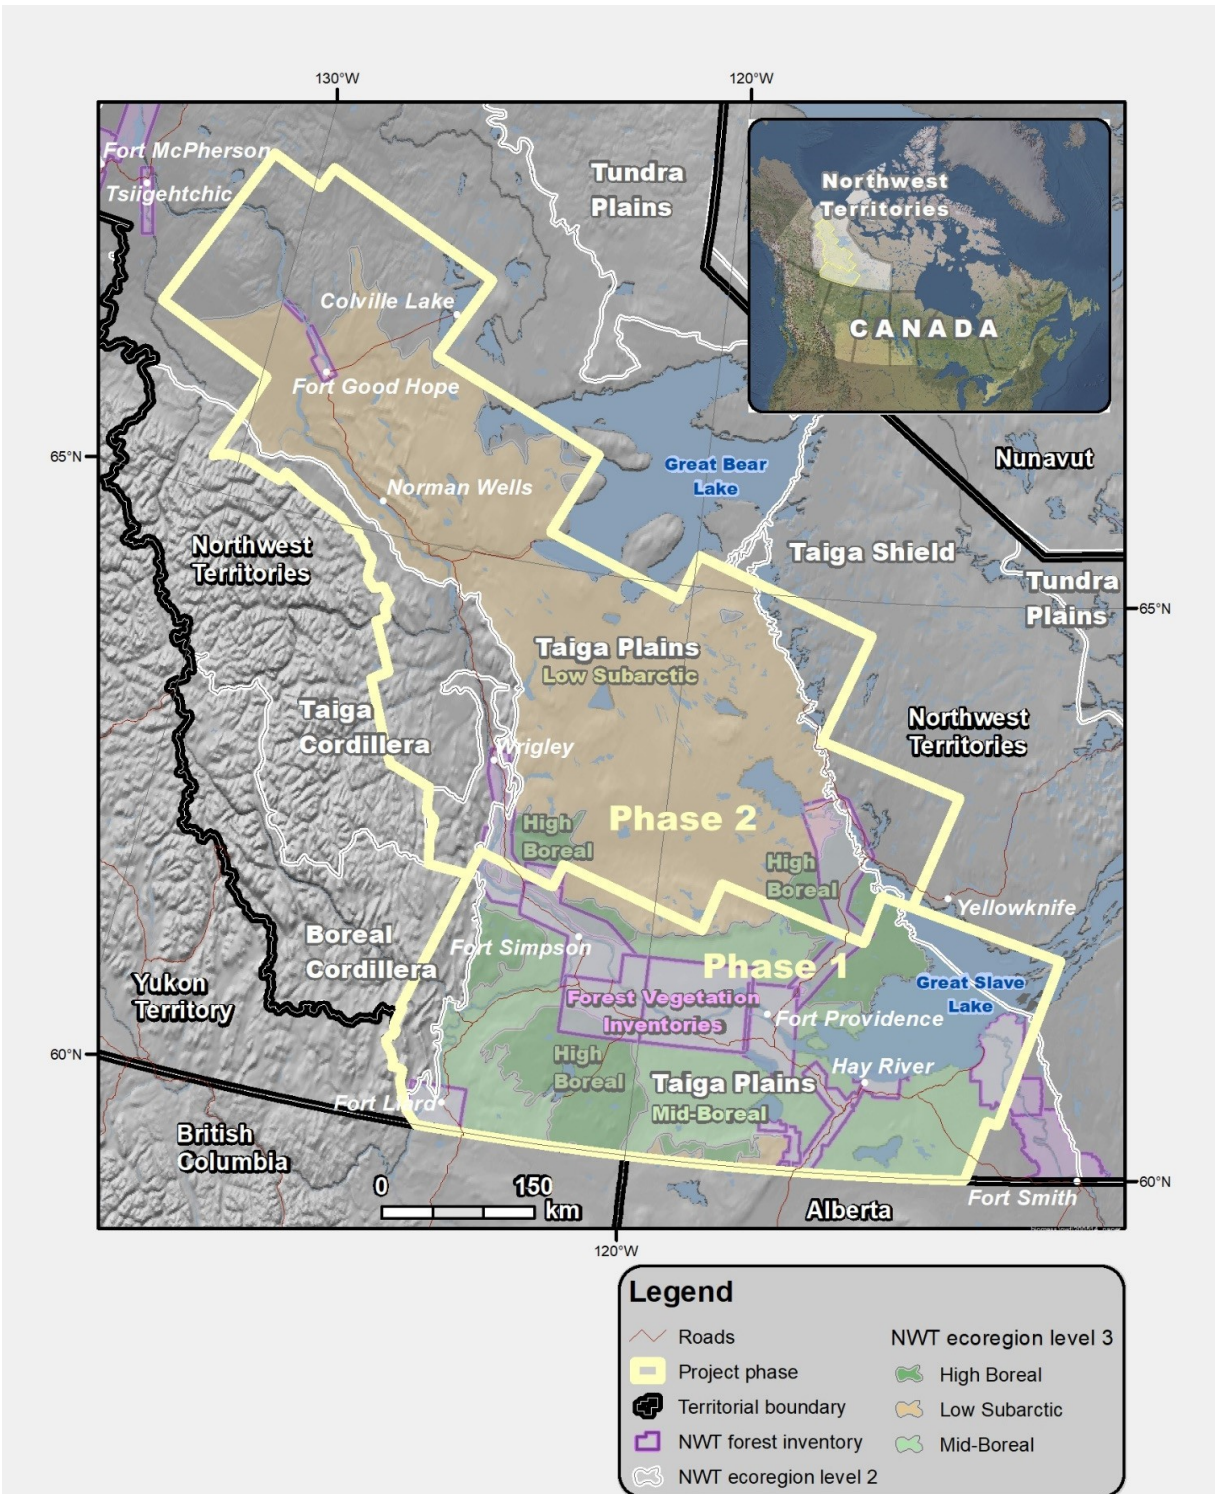 130°W
120°W
Fort McPherson
Tsiigehtchic
Tundra
Plains
Northwest
Territories
CANADA
Colville Lake
Fort Good Hope
65°N
Great Bear
Lake
Nunavut
Norman Wells
Northwest
Territories
Taiga Shield
Tundra
Plains
65°N
Taiga Plains
Low Subarctic
Taiga
Cordillera
Northwest
Territories
Wrigley
Phase 2
High
Boreal
High
Boreal
Yellowknife
Boreal
Cordillera
Fort Simpson
Phase 1
Yukon
Territory
Great Slave
Lake
Forest Vegetation
Inventories
Fort Providence
60°N
High
Boreal
Hay River
Taiga Plains
Mid-Boreal
Fort Liard
British
Columbia
0
150
km
Alberta
Fort Smith
60°N
120°W
Legend
Roads
Project phase
Territorial boundary
NWT forest inventory
NWT ecoregion level 2
NWT ecoregion level 3
High Boreal
Low Subarctic
Mid-Boreal